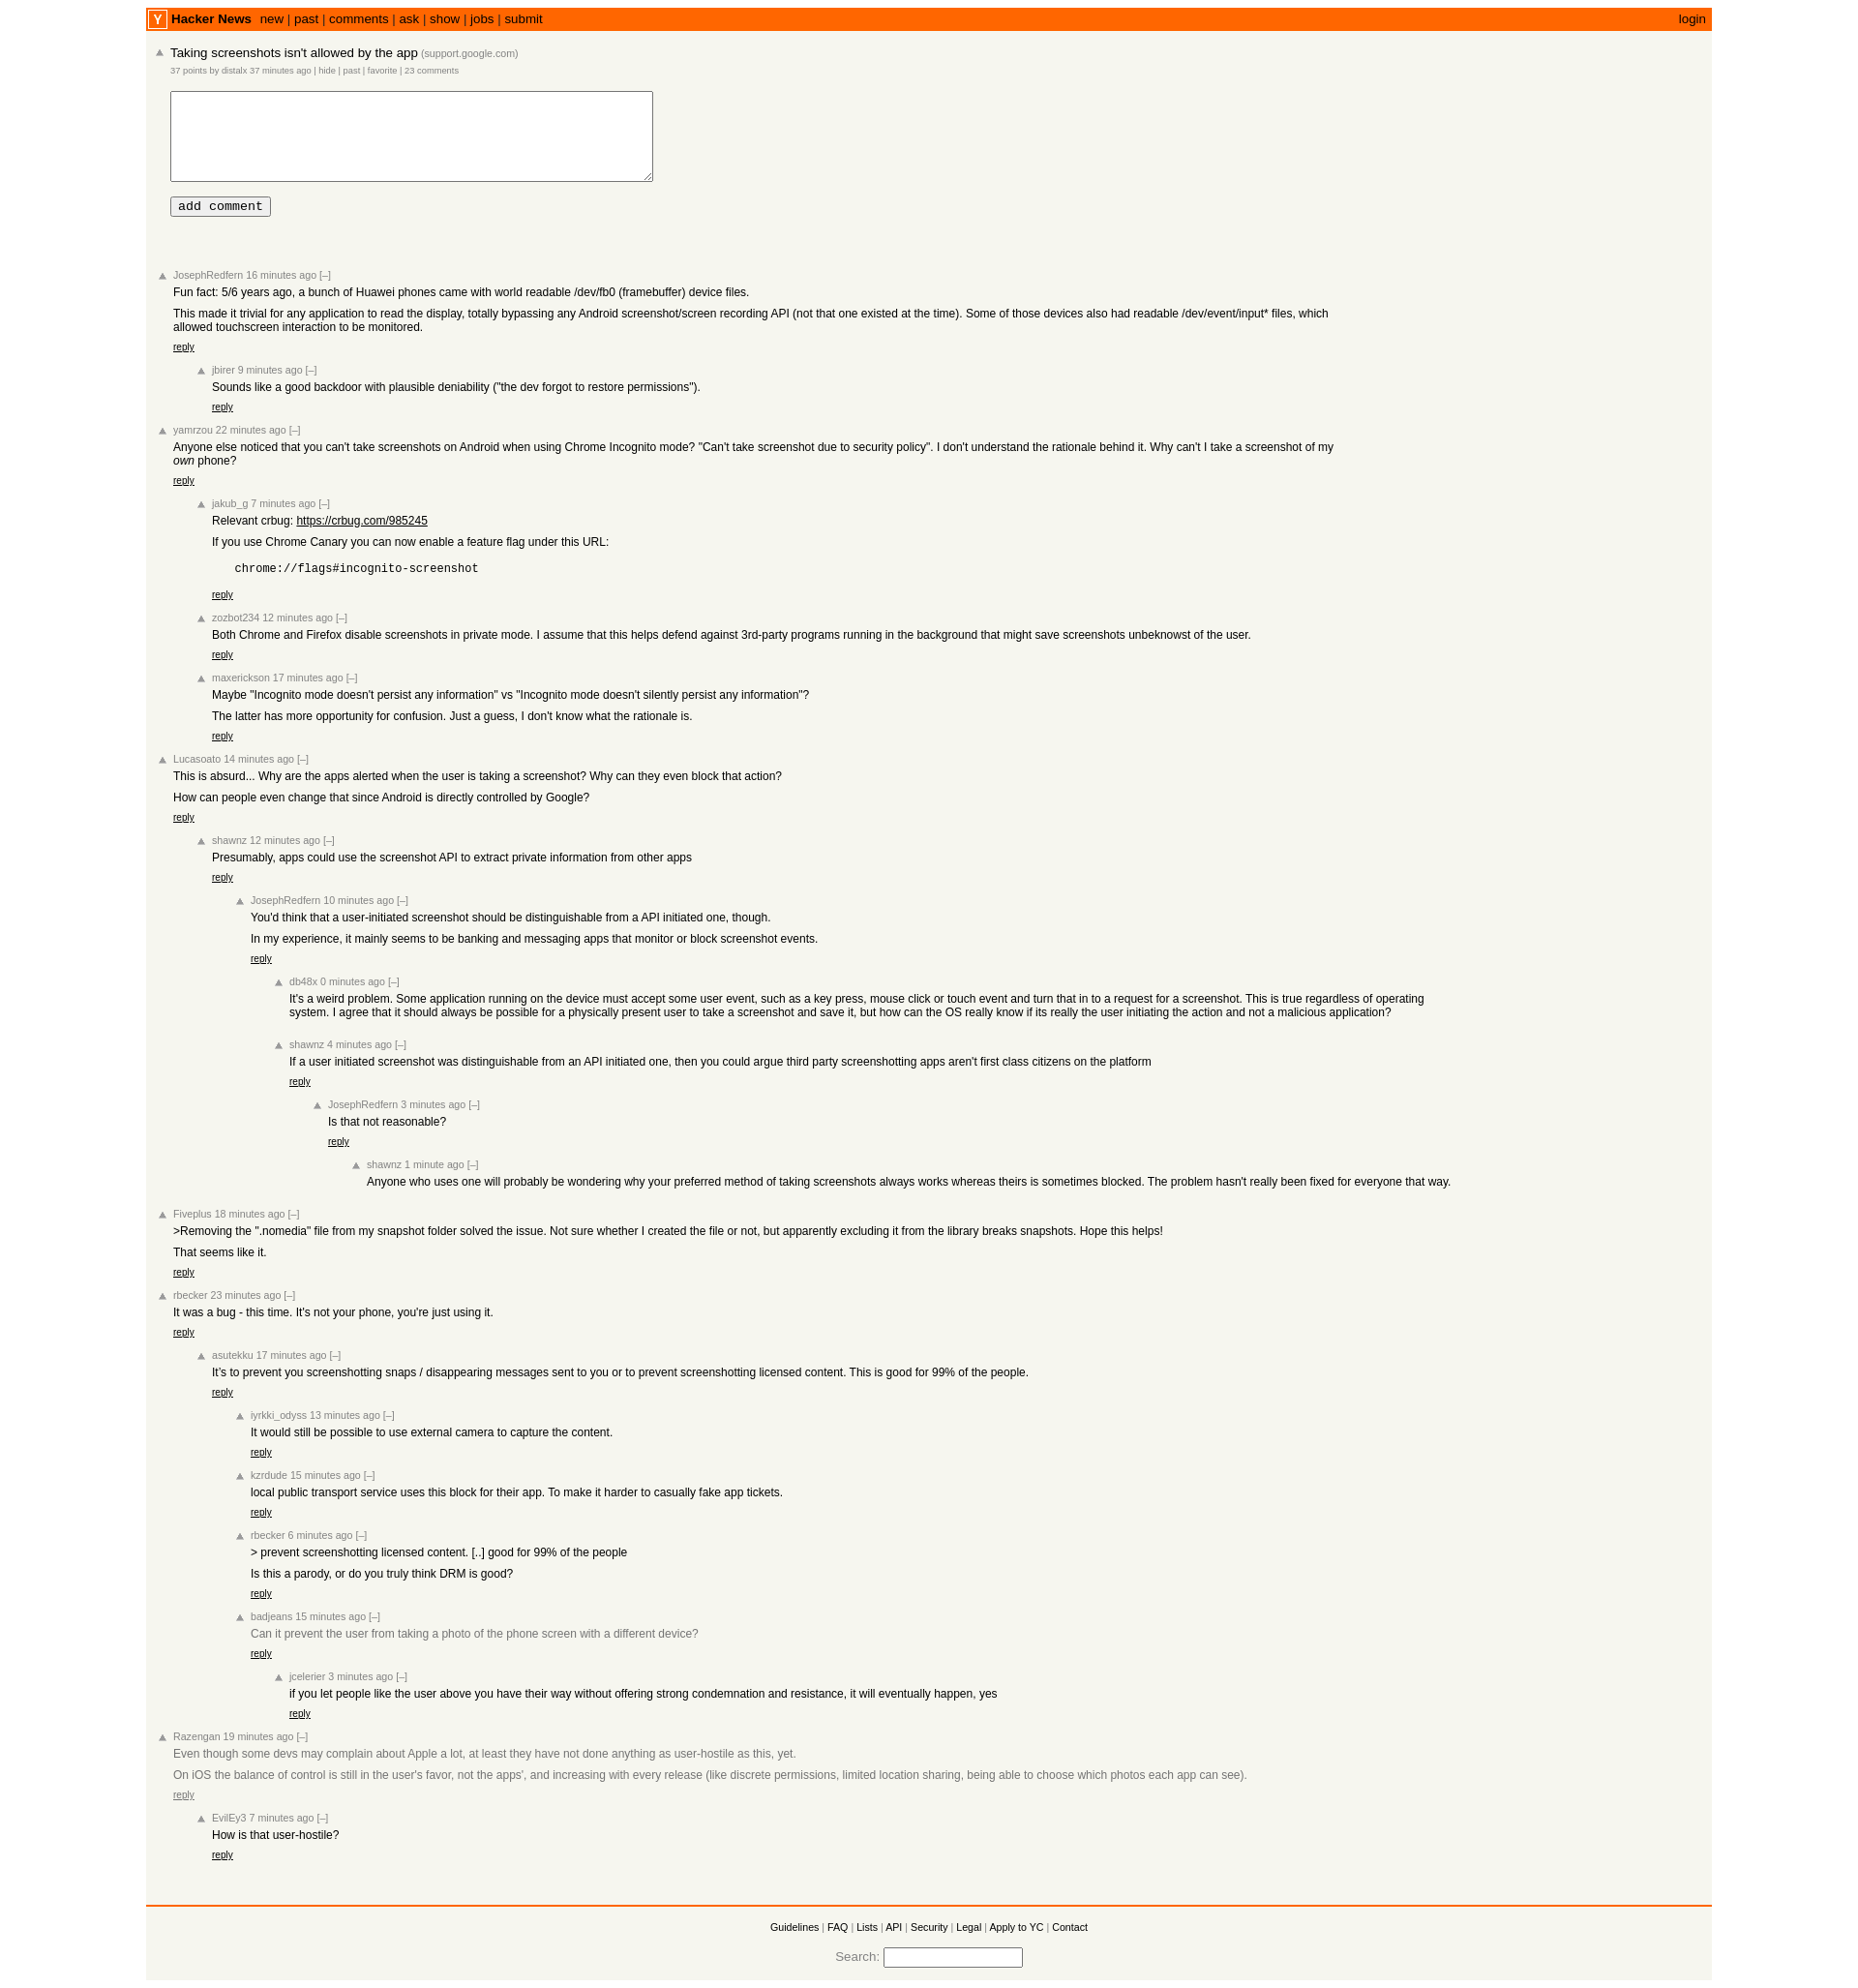 Y Hacker News new | past | comments | ask | show | jobs | submit login
Taking screenshots isn't allowed by the app (support.google.com)
37 points by distalx 37 minutes ago | hide | past | favorite | 23 comments
add comment
JosephRedfern 16 minutes ago [–]
Fun fact: 5/6 years ago, a bunch of Huawei phones came with world readable /dev/fb0 (framebuffer) device files.
This made it trivial for any application to read the display, totally bypassing any Android screenshot/screen recording API (not that one existed at the time). Some of those devices also had readable /dev/event/input* files, which
allowed touchscreen interaction to be monitored.
reply
jbirer 9 minutes ago [–]
Sounds like a good backdoor with plausible deniability ("the dev forgot to restore permissions").
reply
yamrzou 22 minutes ago [–]
Anyone else noticed that you can't take screenshots on Android when using Chrome Incognito mode? "Can't take screenshot due to security policy". I don't understand the rationale behind it. Why can't I take a screenshot of my
own phone?
reply
jakub_g 7 minutes ago [–]
Relevant crbug: https://crbug.com/985245
If you use Chrome Canary you can now enable a feature flag under this URL:
chrome://flags#incognito-screenshot
reply
zozbot234 12 minutes ago [–]
Both Chrome and Firefox disable screenshots in private mode. I assume that this helps defend against 3rd-party programs running in the background that might save screenshots unbeknowst of the user.
reply
maxerickson 17 minutes ago [–]
Maybe "Incognito mode doesn't persist any information" vs "Incognito mode doesn't silently persist any information"?
The latter has more opportunity for confusion. Just a guess, I don't know what the rationale is.
reply
Lucasoato 14 minutes ago [–]
This is absurd... Why are the apps alerted when the user is taking a screenshot? Why can they even block that action?
How can people even change that since Android is directly controlled by Google?
reply
shawnz 12 minutes ago [–]
Presumably, apps could use the screenshot API to extract private information from other apps
reply
JosephRedfern 10 minutes ago [–]
You'd think that a user-initiated screenshot should be distinguishable from a API initiated one, though.
In my experience, it mainly seems to be banking and messaging apps that monitor or block screenshot events.
reply
db48x 0 minutes ago [–]
It's a weird problem. Some application running on the device must accept some user event, such as a key press, mouse click or touch event and turn that in to a request for a screenshot. This is true regardless of operating
system. I agree that it should always be possible for a physically present user to take a screenshot and save it, but how can the OS really know if its really the user initiating the action and not a malicious application?
shawnz 4 minutes ago [–]
If a user initiated screenshot was distinguishable from an API initiated one, then you could argue third party screenshotting apps aren't first class citizens on the platform
reply
JosephRedfern 3 minutes ago [–]
Is that not reasonable?
reply
shawnz 1 minute ago [–]
Anyone who uses one will probably be wondering why your preferred method of taking screenshots always works whereas theirs is sometimes blocked. The problem hasn't really been fixed for everyone that way.
Fiveplus 18 minutes ago [–]
>Removing the ".nomedia" file from my snapshot folder solved the issue. Not sure whether I created the file or not, but apparently excluding it from the library breaks snapshots. Hope this helps!
That seems like it.
reply
rbecker 23 minutes ago [–]
It was a bug - this time. It's not your phone, you're just using it.
reply
asutekku 17 minutes ago [–]
It's to prevent you screenshotting snaps / disappearing messages sent to you or to prevent screenshotting licensed content. This is good for 99% of the people.
reply
iyrkki_odyss 13 minutes ago [–]
It would still be possible to use external camera to capture the content.
reply
kzrdude 15 minutes ago [–]
local public transport service uses this block for their app. To make it harder to casually fake app tickets.
reply
rbecker 6 minutes ago [–]
> prevent screenshotting licensed content. [..] good for 99% of the people
Is this a parody, or do you truly think DRM is good?
reply
badjeans 15 minutes ago [–]
Can it prevent the user from taking a photo of the phone screen with a different device?
reply
jcelerier 3 minutes ago [–]
if you let people like the user above you have their way without offering strong condemnation and resistance, it will eventually happen, yes
reply
Razengan 19 minutes ago [–]
Even though some devs may complain about Apple a lot, at least they have not done anything as user-hostile as this, yet.
On iOS the balance of control is still in the user's favor, not the apps', and increasing with every release (like discrete permissions, limited location sharing, being able to choose which photos each app can see).
reply
EvilEy3 7 minutes ago [–]
How is that user-hostile?
reply
Guidelines | FAQ | Lists | API | Security | Legal | Apply to YC | Contact
Search: